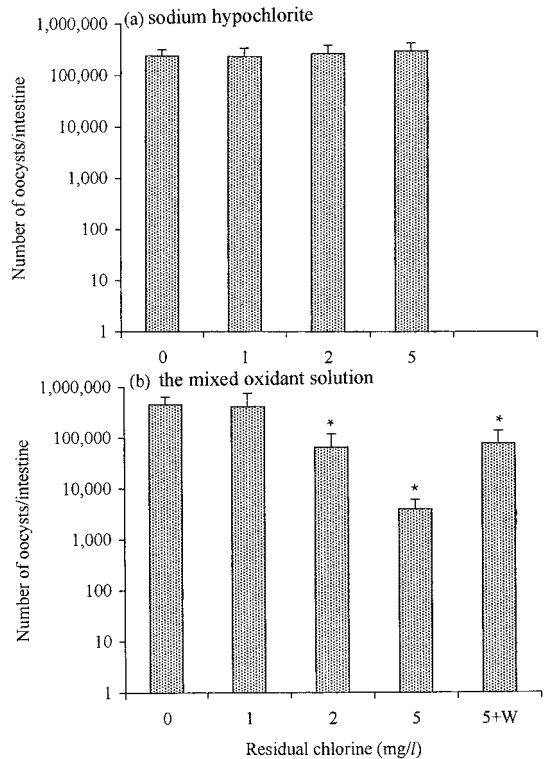 (a) sodium hypochlorite
Number of oocysts/intestine
1,000,000
100,000
10,000
1,000
100
10
1
0 1 2 5
(b) the mixed oxidant solution
Number of oocysts/intestine
1,000,000
100,000
10,000
1,000
100
10
1
* * *
0 1 2 5 5+W
Residual chlorine (mg/l)